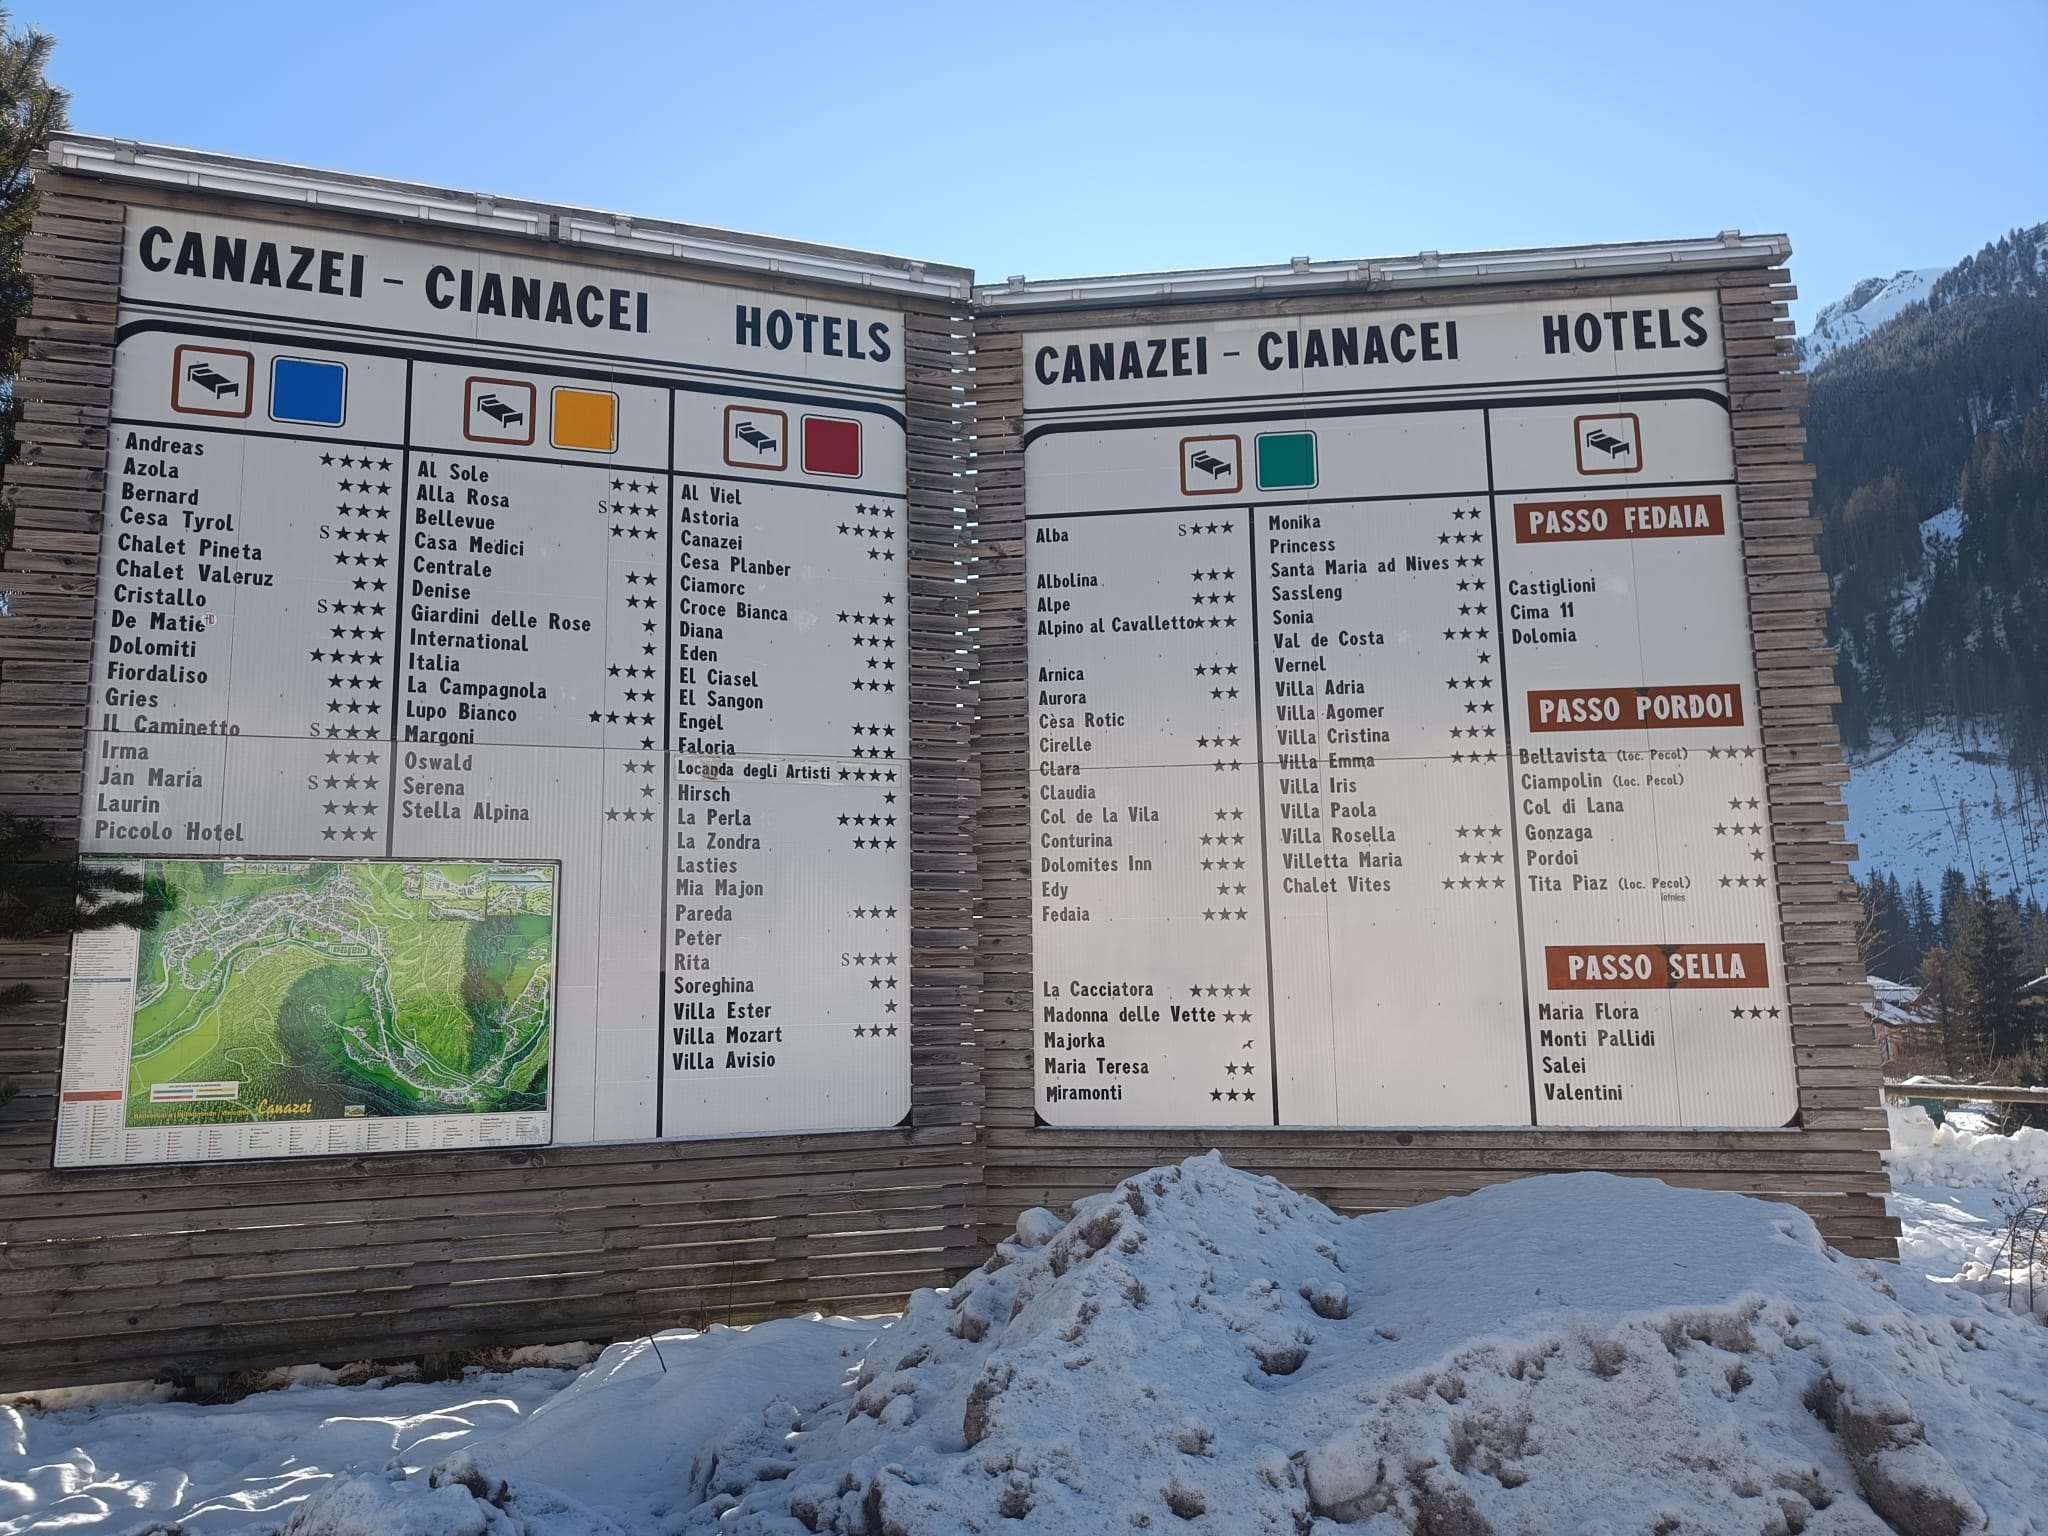 CANAZEI - CIANACEI HOTELS
Andreas ★★★★
Azola ★★★
Bernard ★★★
Cesa Tyrol S★★★
Chalet Pineta ★★★
Chalet Valeruz ★★
Cristallo S★★★
De Matie ★★★
Dolomiti ★★★★
Fiordaliso ★★★
Gries ★★★
IL Caminetto S★★★
Irma ★★★
Jan Maria S★★★
Laurin ★★★
Piccolo Hotel ★★★
Al Sole ★★★
Alla Rosa S★★★
Bellevue ★★★
Casa Medici
Centrale ★★
Denise ★★
Giardini delle Rose ★
International ★
Italia ★★★
La Campagnola ★★
Lupo Bianco ★★★★
Margoni ★
Oswald ★★
Serena ★
Stella Alpina ★★★
Al Viel ★★★
Astoria ★★★★
Canazei ★★
Cesa Planber
Ciamorc ★
Croce Bianca ★★★★
Diana ★★★
Eden ★★
El Ciasel ★★★
El Sangon
Engel ★★★
Faloria ★★★
Locanda degli Artisti ★★★★
Hirsch ★
La Perla ★★★★
La Zondra ★★★
Lasties
Mia Majon
Pareda ★★★
Peter
Rita S★★★
Soreghina ★★
Villa Ester ★
Villa Mozart ★★★
Villa Avisio
Canazei
CANAZEI - CIANACEI HOTELS
Alba S★★★
Albolina ★★★
Alpe ★★★
Alpino al Cavalletto ★★★
Arnica ★★★
Aurora ★★
Cèsa Rotic
Cirelle ★★★
Clara ★★
Claudia
Col de la Vila ★★
Conturina ★★★
Dolomites Inn ★★★
Edy ★★
Fedaia ★★★
La Cacciatora ★★★★
Madonna delle Vette ★★
Majorka
Maria Teresa ★★
Miramonti ★★★
Monika ★★
Princess ★★★
Santa Maria ad Nives ★★
Sassleng ★★
Sonia ★★
Val de Costa ★★★
Vernel ★
Villa Adria ★★★
Villa Agomer ★★
Villa Cristina ★★★
Villa Emma ★★★
Villa Iris
Villa Paola
Villa Rosella ★★★
Villetta Maria ★★★
Chalet Vites ★★★★
PASSO FEDAIA
Castiglioni
Cima 11
Dolomia
PASSO PORDOI
Bellavista (loc. Pecol) ★★★
Ciampolin (loc. Pecol)
Col di Lana ★★
Gonzaga ★★★
Pordoi ★
Tita Piaz (loc. Pecol) ★★★
PASSO SELLA
Maria Flora ★★★
Monti Pallidi
Salei
Valentini